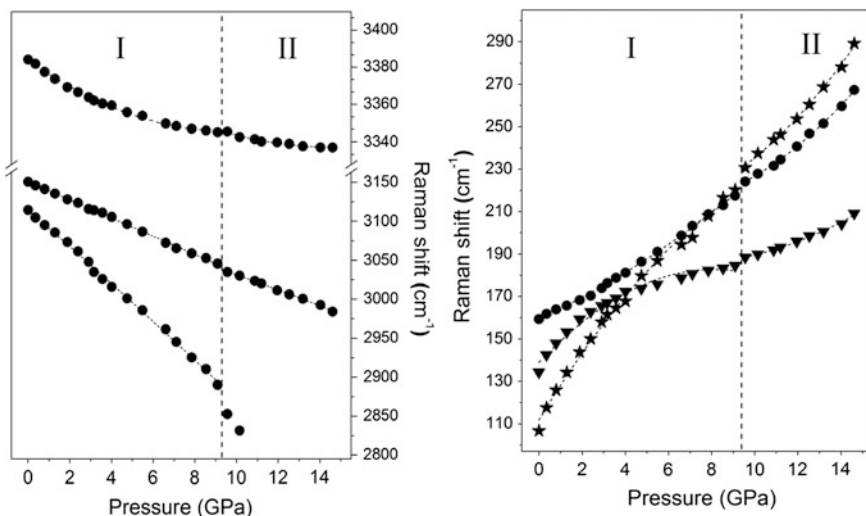 I
II
3400
3380
3360
3340
3150
3100
3050
3000
2950
2900
2850
2800
Raman shift (cm⁻¹)
0 2 4 6 8 10 12 14
Pressure (GPa)
I
II
290
270
250
230
210
190
170
150
130
110
90
Raman shift (cm⁻¹)
0 2 4 6 8 10 12 14
Pressure (GPa)